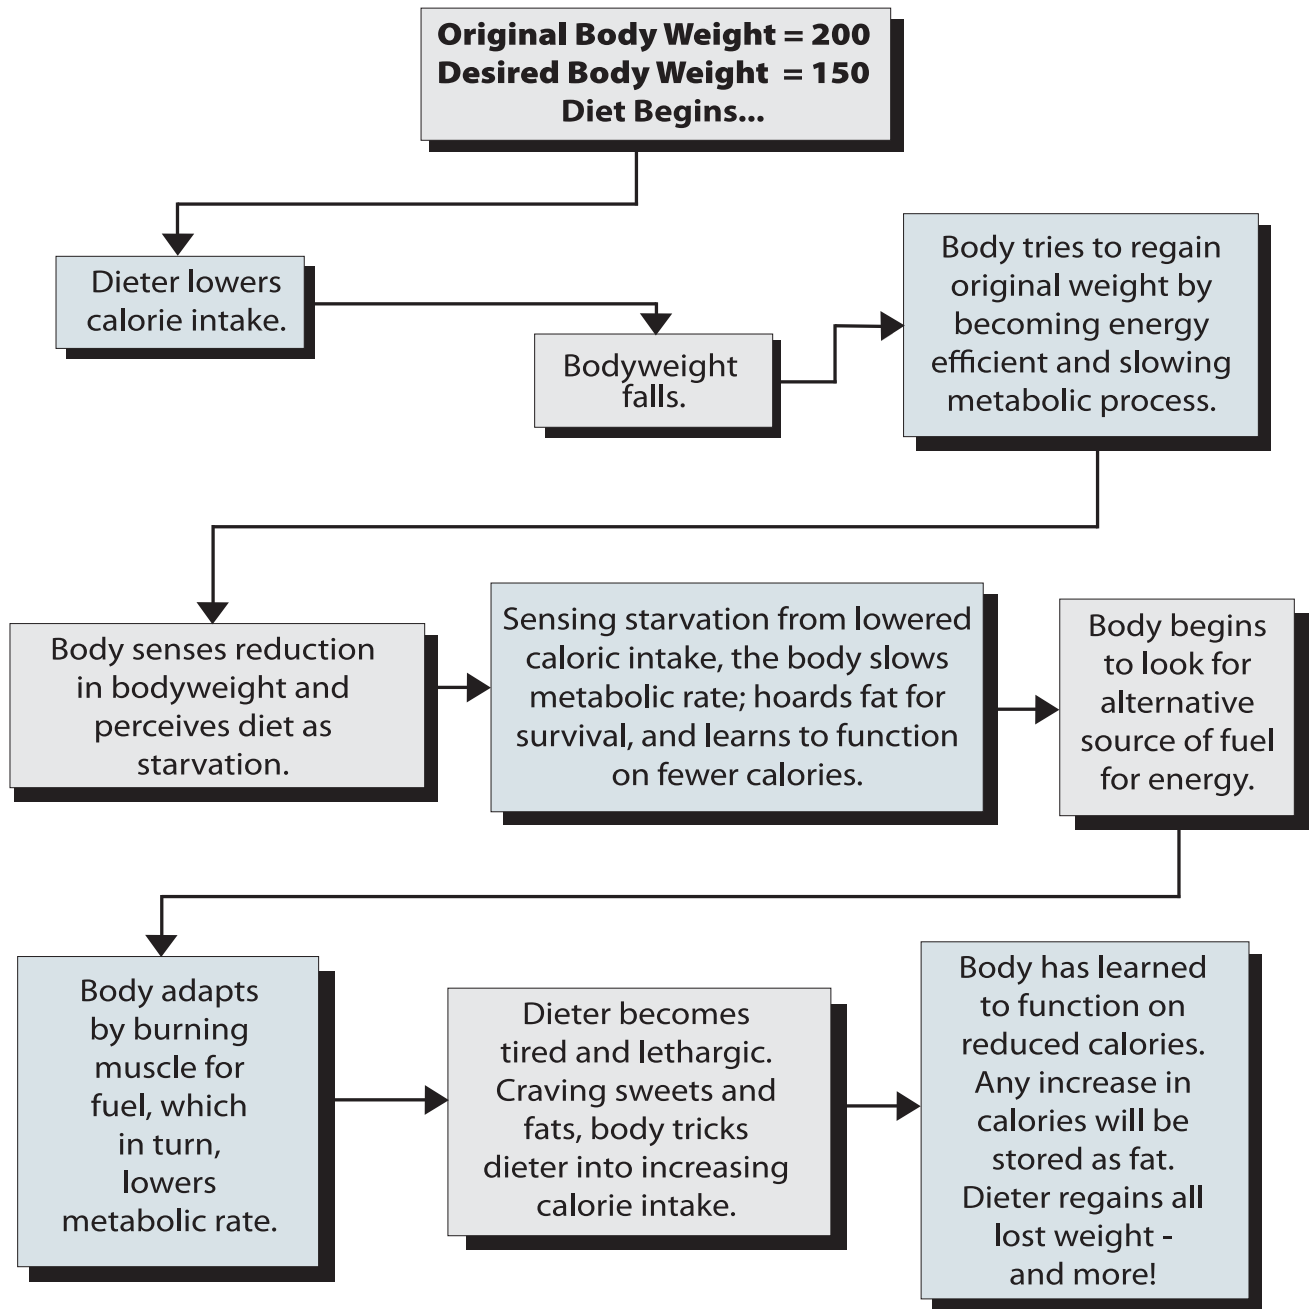 Original Body Weight = 200
Desired Body Weight = 150
Diet Begins...
Dieter lowers
calorie intake.
Bodyweight
falls.
Body tries to regain
original weight by
becoming energy
efficient and slowing
metabolic process.
Body senses reduction
in bodyweight and
perceives diet as
starvation.
Sensing starvation from lowered
caloric intake, the body slows
metabolic rate; hoards fat for
survival, and learns to function
on fewer calories.
Body begins
to look for
alternative
source of fuel
for energy.
Body adapts
by burning
muscle for
fuel, which
in turn,
lowers
metabolic rate.
Dieter becomes
tired and lethargic.
Craving sweets and
fats, body tricks
dieter into increasing
calorie intake.
Body has learned
to function on
reduced calories.
Any increase in
calories will be
stored as fat.
Dieter regains all
lost weight -
and more!